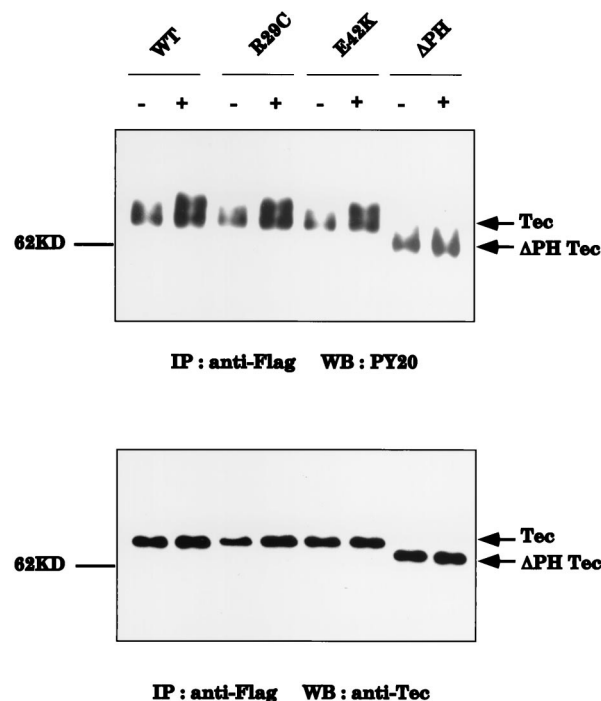 WT R29C E42K ΔPH
- + - + - + - +
Tec
62KD
ΔPH Tec
IP : anti-Flag WB : PY20
Tec
62KD
ΔPH Tec
IP : anti-Flag WB : anti-Tec